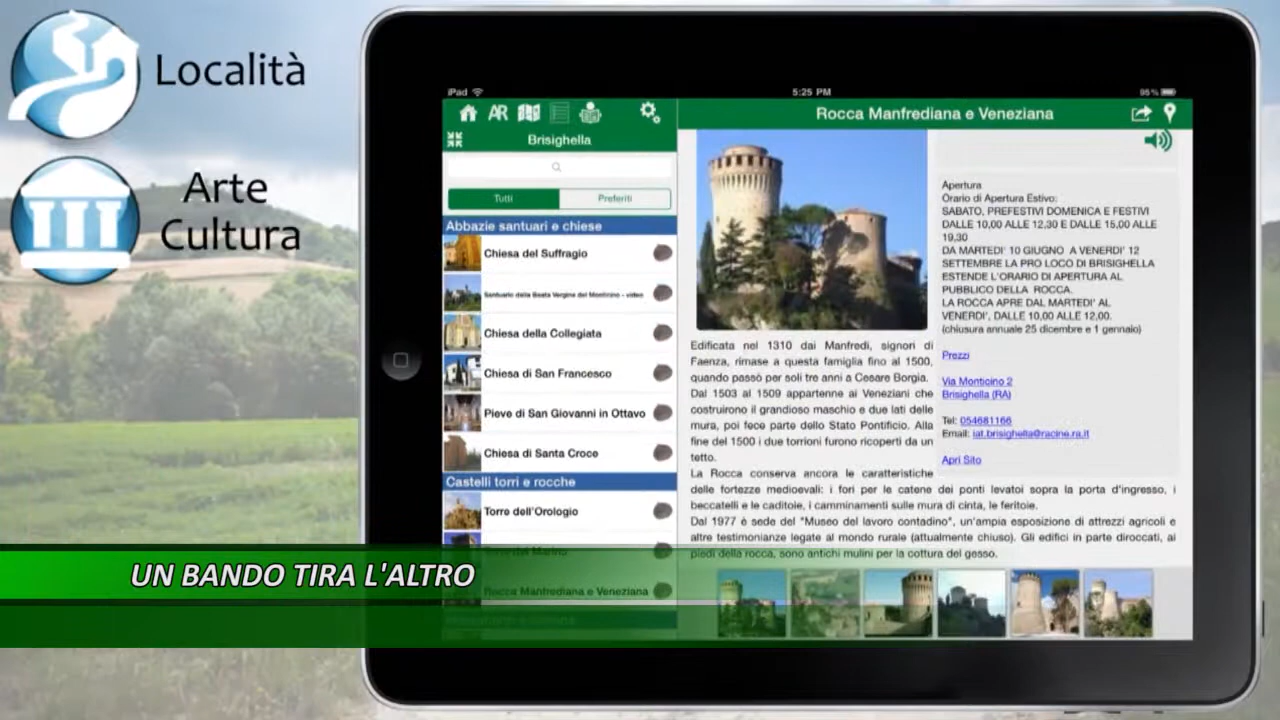 Località
Arte
Cultura
iPad
5:25 PM
95%
AR
Brisighella
Tutti
Preferiti
Abbazie santuari e chiese
Chiesa del Suffragio
Santuario della Beata Vergine del Monticino - video
Chiesa della Collegiata
Chiesa di San Francesco
Pieve di San Giovanni in Ottavo
Chiesa di Santa Croce
Castelli torri e rocche
Torre dell'Orologio
Rocca Manfrediana e Veneziana
Rocca Manfrediana e Veneziana
Apertura
Orario di Apertura Estivo:
SABATO, PREFESTIVI DOMENICA E FESTIVI
DALLE 10,00 ALLE 12,30 E DALLE 15,00 ALLE
19,30
DA MARTEDI' 10 GIUGNO A VENERDI' 12
SETTEMBRE LA PRO LOCO DI BRISIGHELLA
ESTENDE L'ORARIO DI APERTURA AL
PUBBLICO DELLA ROCCA.
LA ROCCA APRE DAL MARTEDI' AL
VENERDI', DALLE 10,00 ALLE 12,00.
(chiusura annuale 25 dicembre e 1 gennaio)
Prezzi
Via Monticino 2
Brisighella (RA)
Tel: 054681166
Email: iat.brisighella@racine.ra.it
Apri Sito
Edificata nel 1310 dai Manfredi, signori di
Faenza, rimase a questa famiglia fino al 1500,
quando passò per soli tre anni a Cesare Borgia.
Dal 1503 al 1509 appartenne ai Veneziani che
costruirono il grandioso maschio e due lati delle
mura, poi fece parte dello Stato Pontificio. Alla
fine del 1500 i due torrioni furono ricoperti da un
tetto.
La Rocca conserva ancora le caratteristiche
delle fortezze medioevali: i fori per le catene dei ponti levatoi sopra la porta d'ingresso, i
beccatelli e le caditoie, i camminamenti sulle mura di cinta, le feritoie.
Dal 1977 è sede del "Museo del lavoro contadino", un'ampia esposizione di attrezzi agricoli e
altre testimonianze legate al mondo rurale (attualmente chiuso). Gli edifici in parte diroccati, ai
piedi della rocca, sono antichi mulini per la cottura del gesso.
UN BANDO TIRA L'ALTRO